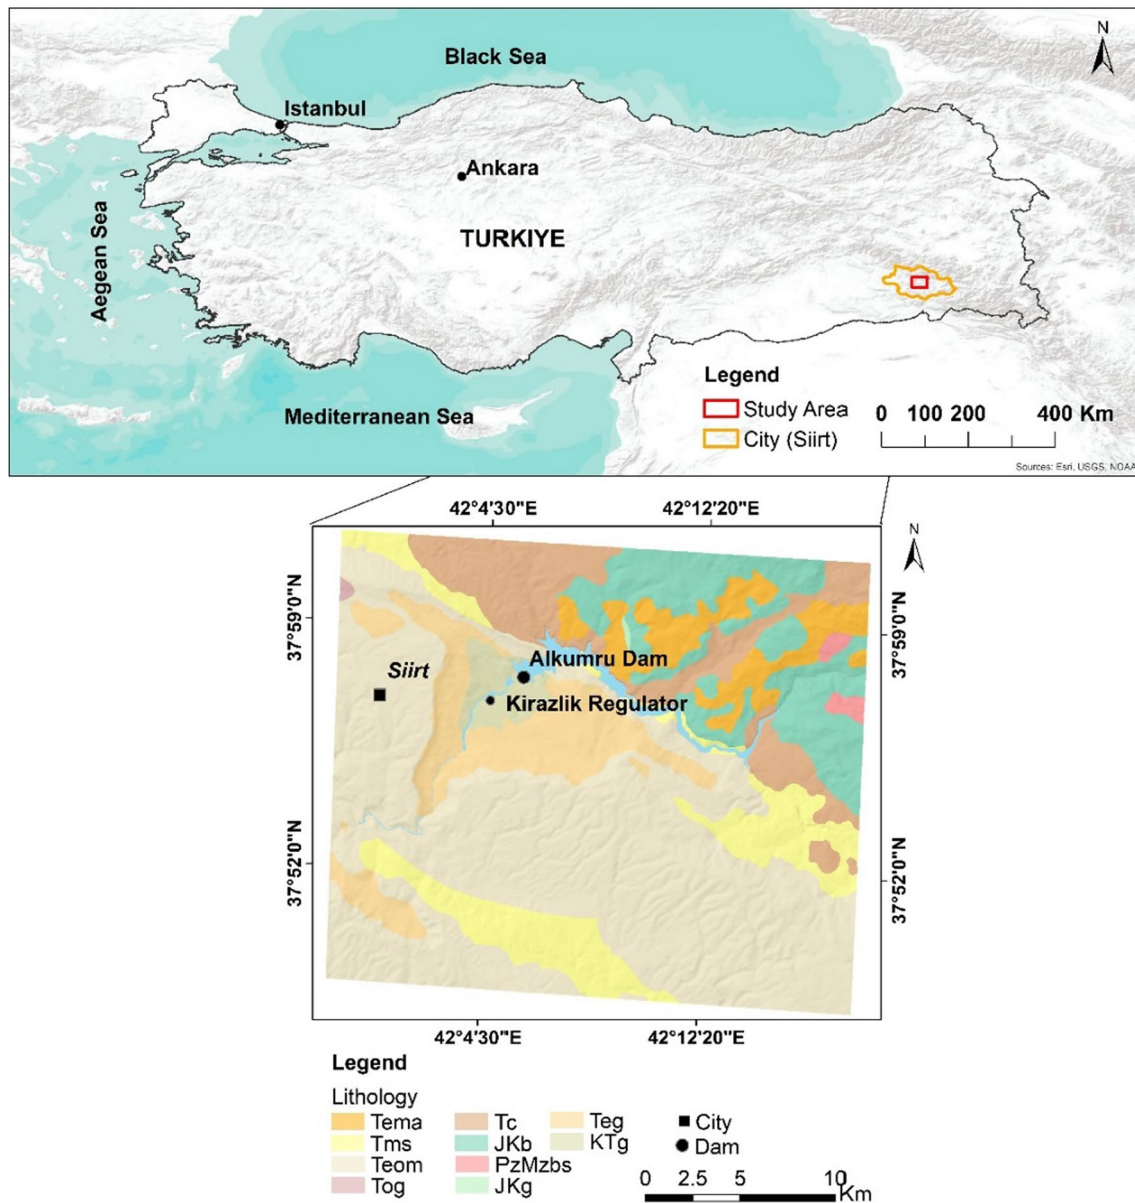 Black Sea
N
Istanbul
Ankara
TURKIYE
Aegean Sea
Mediterranean Sea
Legend
Study Area
City (Siirt)
0 100 200 400 Km
Sources: Esri, USGS, NOAA
42°4'30"E 42°12'20"E
N
37°59'0"N 37°59'0"N
Siirt
Alkumru Dam
Kirazlik Regulator
37°52'0"N 37°52'0"N
42°4'30"E 42°12'20"E
Legend
Lithology
Tema Tc Teg City
Tms JKb KTg Dam
Teom PzMzbs
Tog JKg
0 2.5 5 10
Km